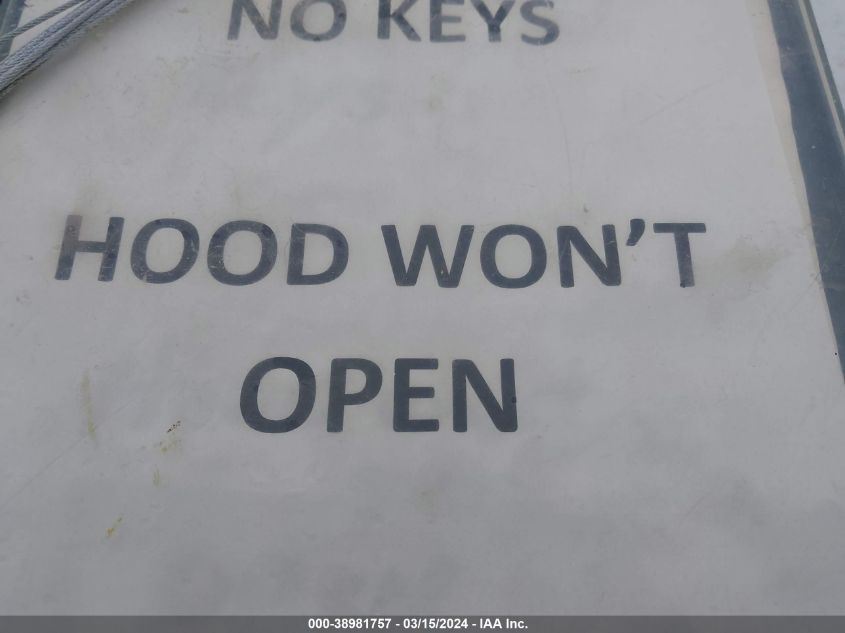 NO KEYS
HOOD WON'T
OPEN
000-38981757 - 03/15/2024 - IAA Inc.